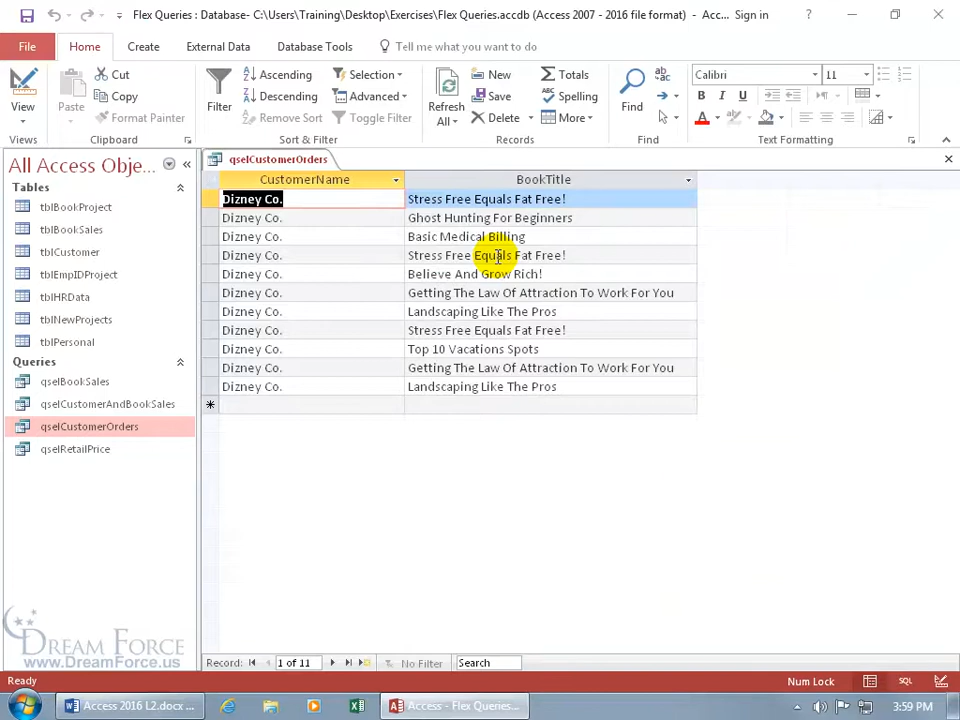 Flex Queries : Database- C:\Users\Training\Desktop\Exercises\Flex Queries.accdb (Access 2007 - 2016 file format) - Acc... Sign in ?
File Home Create External Data Database Tools Tell me what you want to do
View
Views
Paste
Cut
Copy
Format Painter
Clipboard
Filter
Ascending
Descending
Remove Sort
Selection
Advanced
Toggle Filter
Sort & Filter
Refresh
All
New
Save
Delete
Totals
Spelling
More
Records
Find
Find
Calibri 11
B I U
Text Formatting
All Access Obje...
Tables
tblBookProject
tblBookSales
tblCustomer
tblEmpIDProject
tblHRData
tblNewProjects
tblPersonal
Queries
qselBookSales
qselCustomerAndBookSales
qselCustomerOrders
qselRetailPrice
qselCustomerOrders
CustomerName BookTitle
Dizney Co. Stress Free Equals Fat Free!
Dizney Co. Ghost Hunting For Beginners
Dizney Co. Basic Medical Billing
Dizney Co. Stress Free Equals Fat Free!
Dizney Co. Believe And Grow Rich!
Dizney Co. Getting The Law Of Attraction To Work For You
Dizney Co. Landscaping Like The Pros
Dizney Co. Stress Free Equals Fat Free!
Dizney Co. Top 10 Vacations Spots
Dizney Co. Getting The Law Of Attraction To Work For You
Dizney Co. Landscaping Like The Pros
DREAM FORCE
www.DreamForce.us
Record: 1 of 11 No Filter Search
Ready Num Lock SQL
Access 2016 L2.docx ... Access - Flex Queries... 3:59 PM